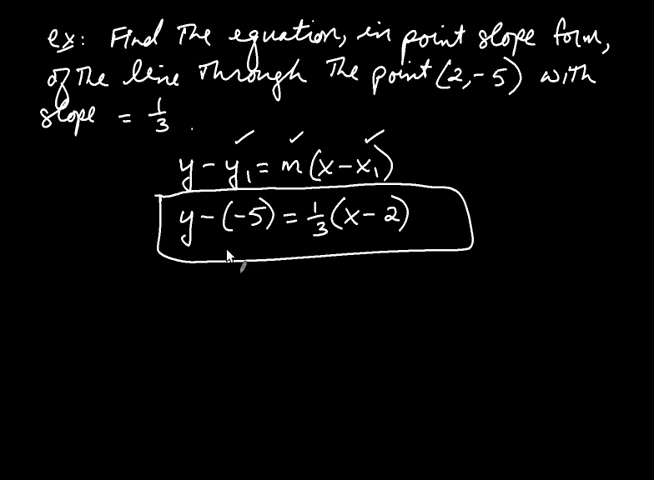 ex: Find the equation, in point slope form,
of the line through the point (2,-5) with
slope = 1/3.
y - y₁ = m(x - x₁)
y - (-5) = 1/3(x - 2)